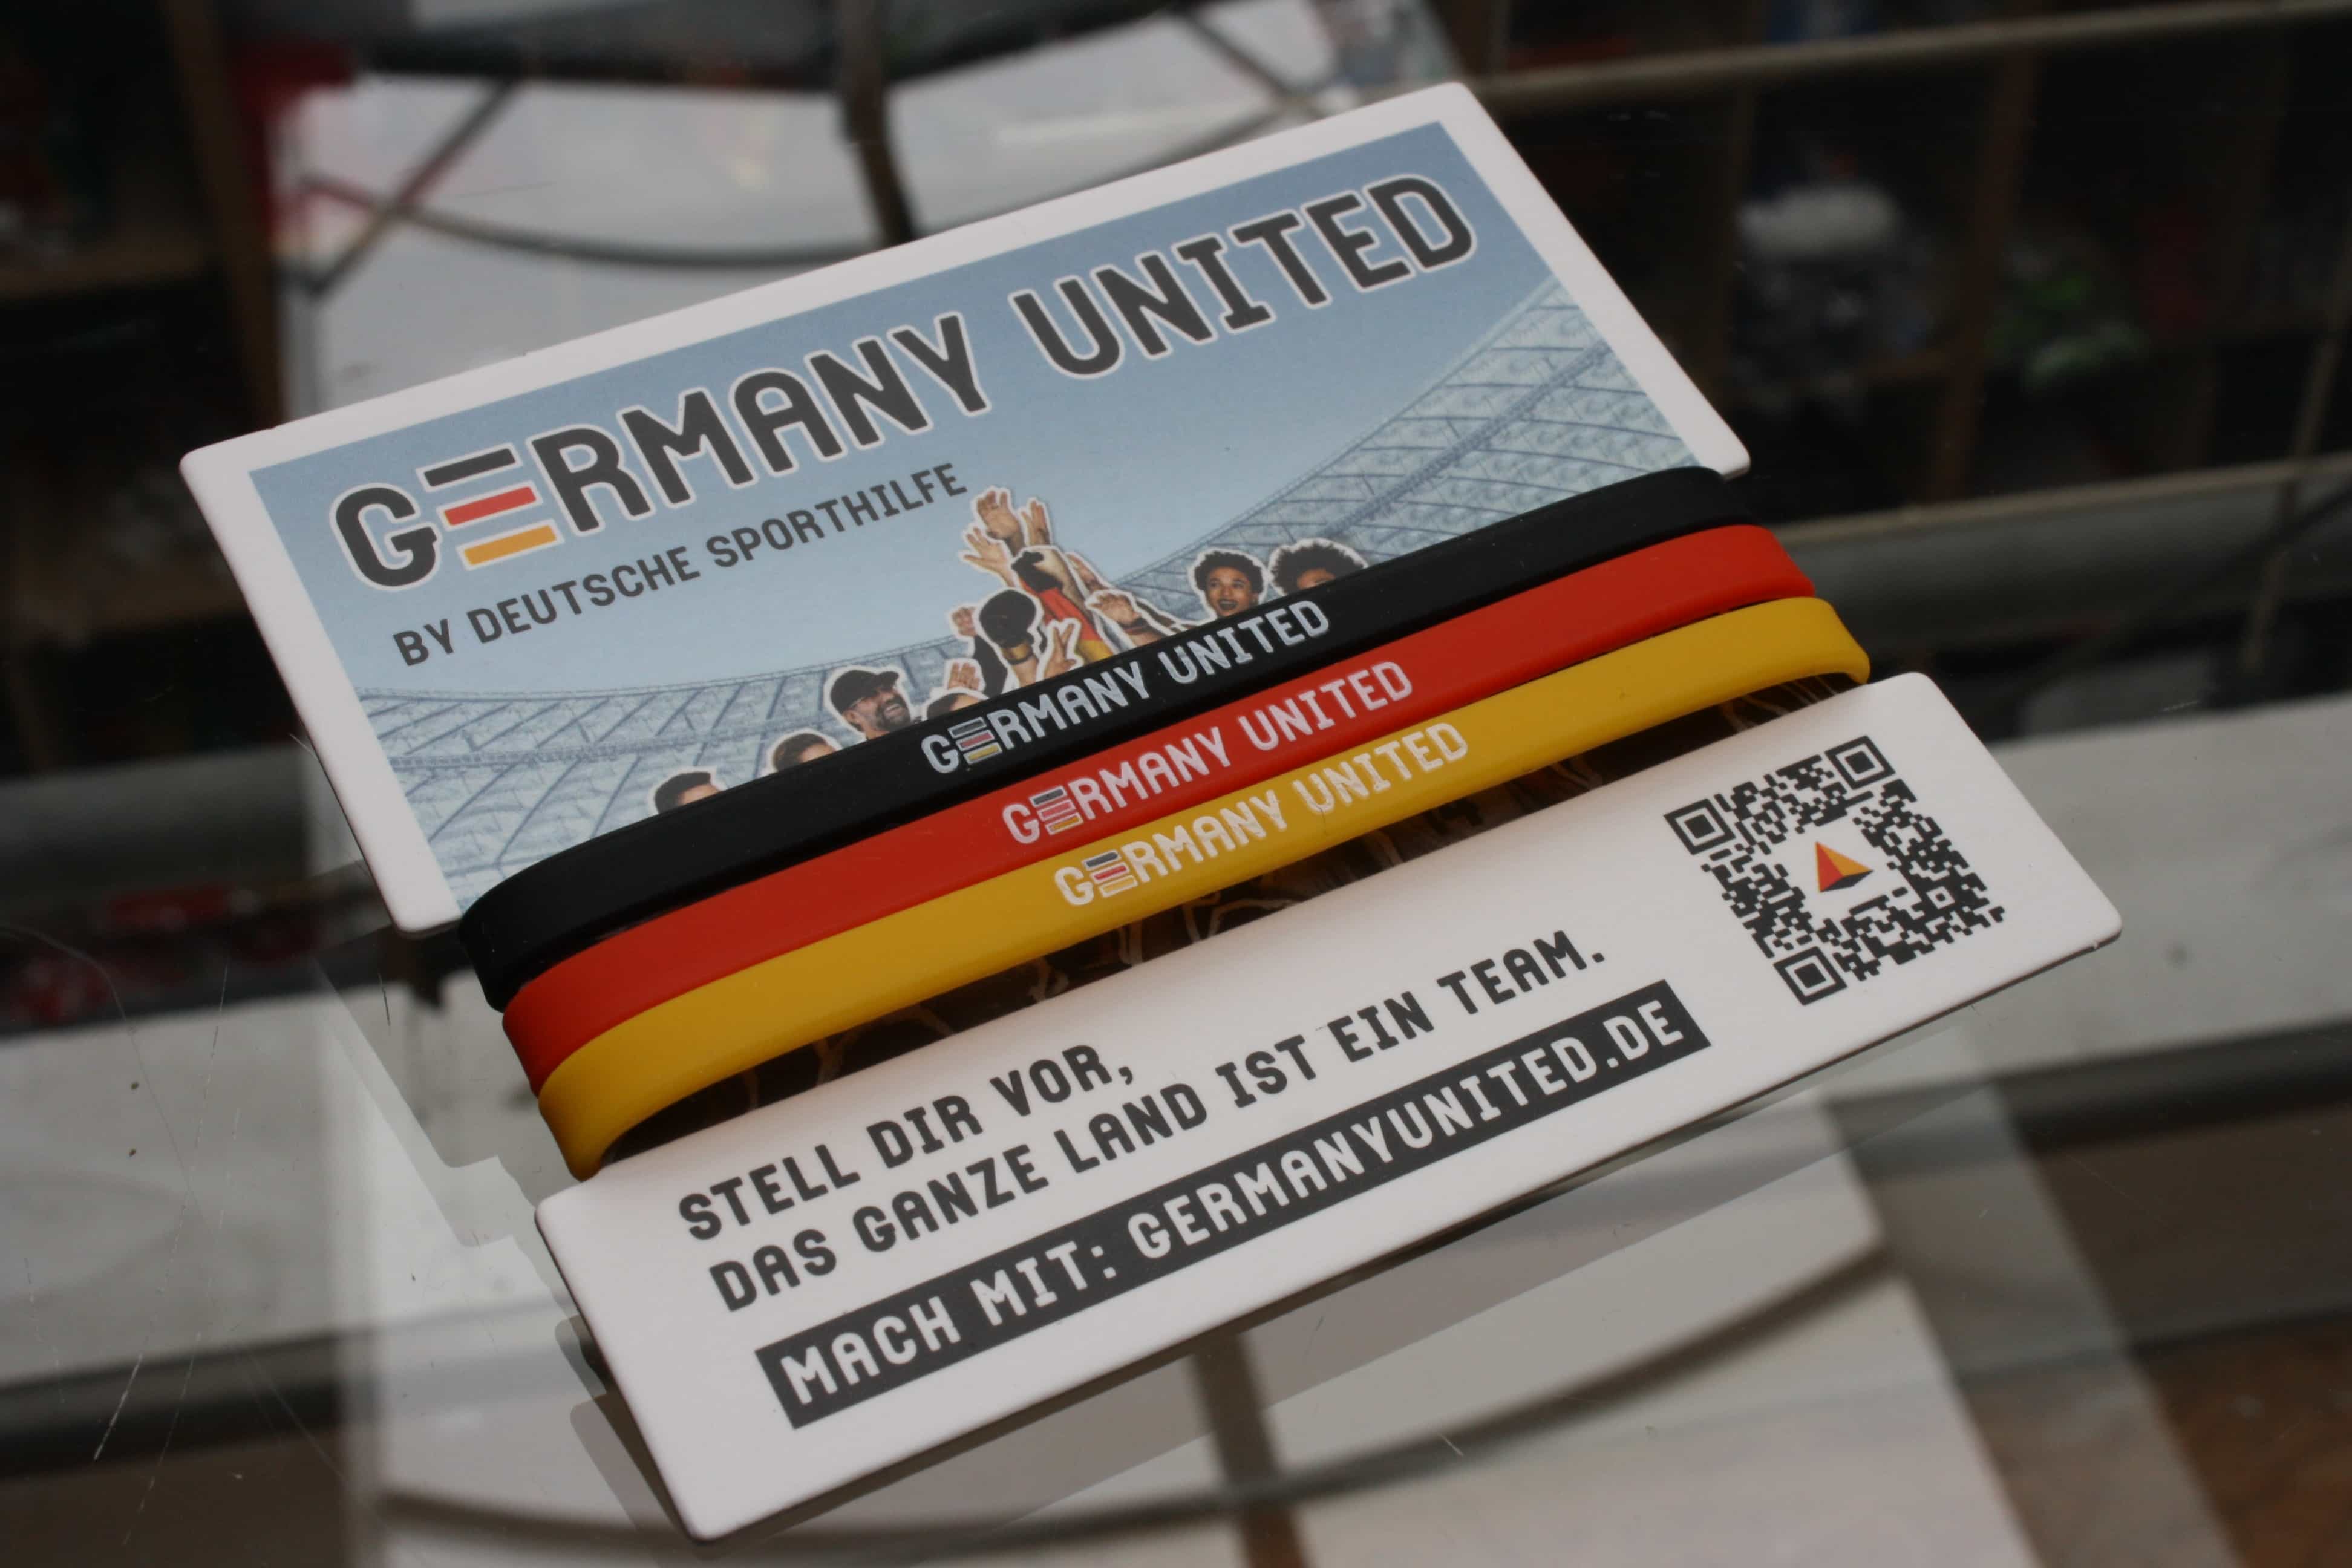 GERMANY UNITED
BY DEUTSCHE SPORTHILFE
GERMANY UNITED
GERMANY UNITED
GERMANY UNITED
STELL DIR VOR,
DAS GANZE LAND IST EIN TEAM.
MACH MIT: GERMANYUNITED.DE